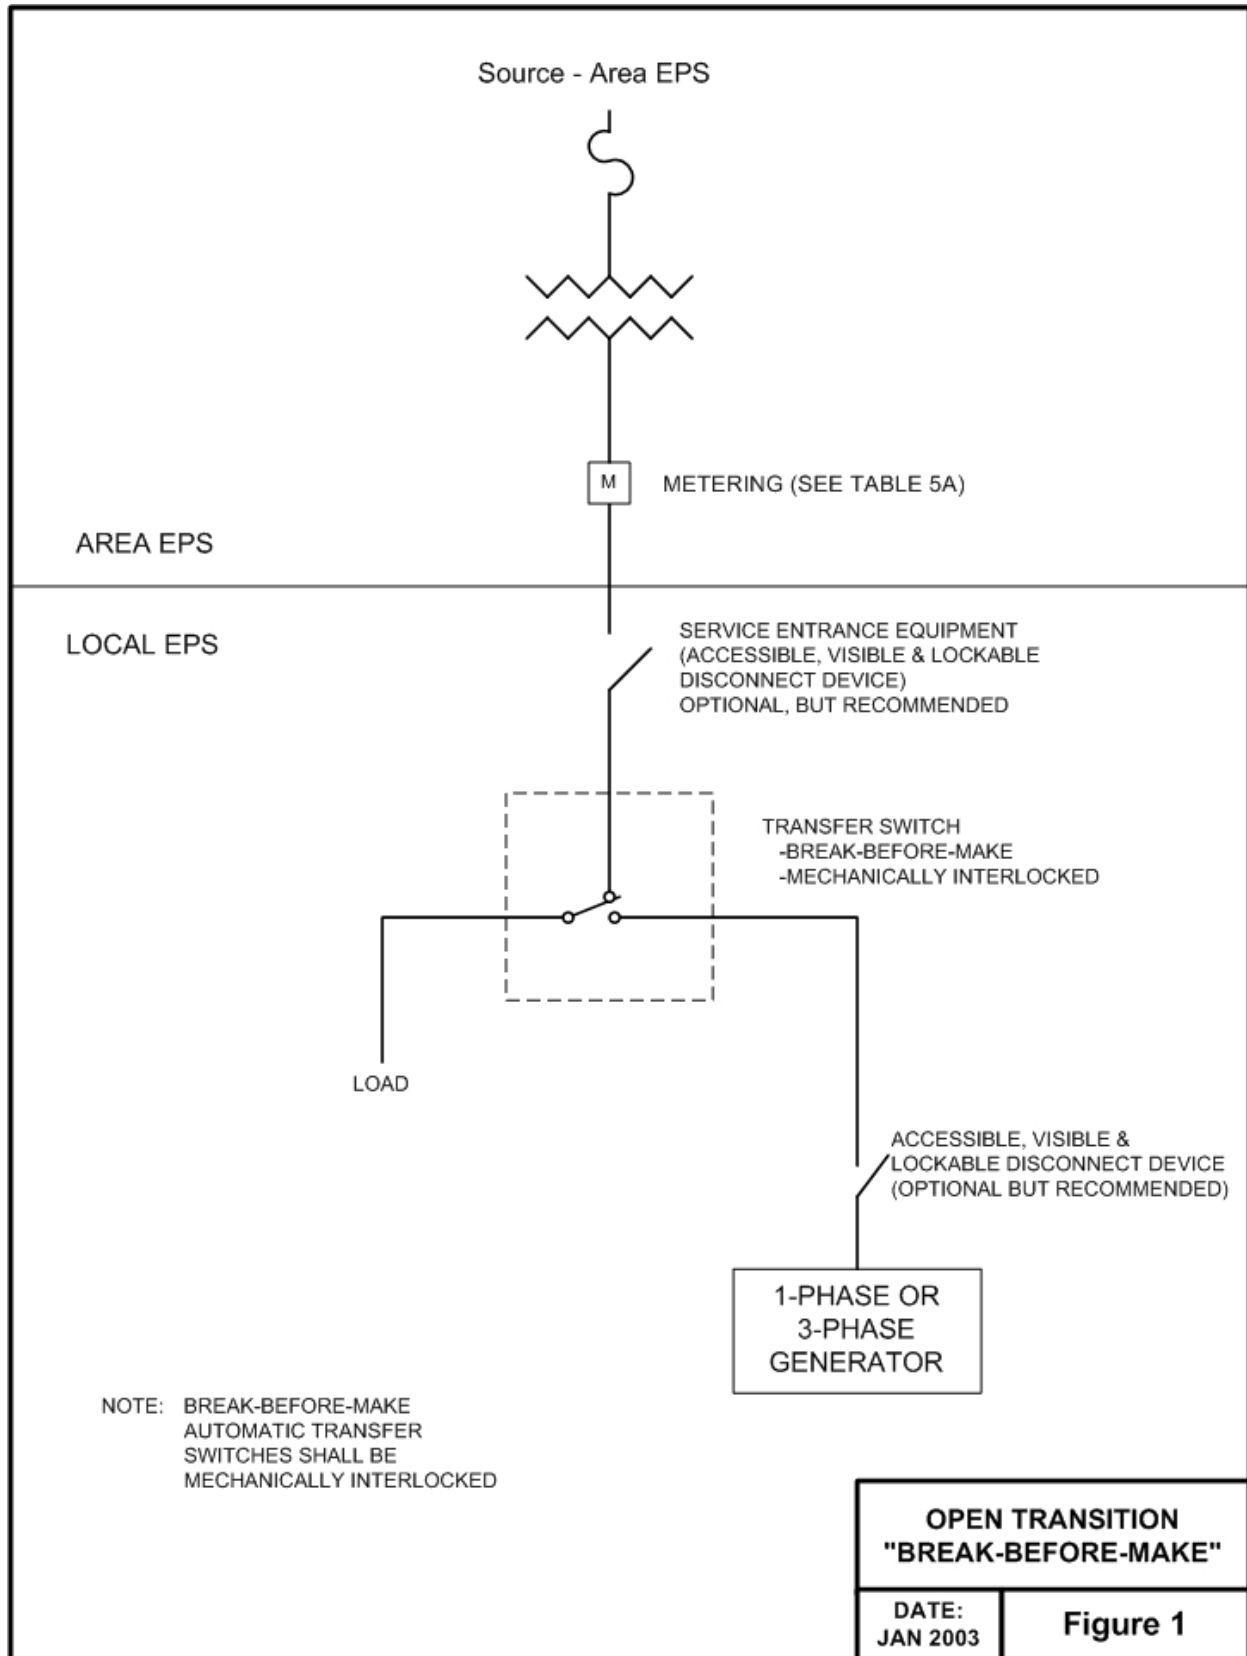 Source - Area EPS
M
METERING (SEE TABLE 5A)
AREA EPS
LOCAL EPS
SERVICE ENTRANCE EQUIPMENT
(ACCESSIBLE, VISIBLE & LOCKABLE
DISCONNECT DEVICE)
OPTIONAL, BUT RECOMMENDED
TRANSFER SWITCH
-BREAK-BEFORE-MAKE
-MECHANICALLY INTERLOCKED
LOAD
ACCESSIBLE, VISIBLE &
LOCKABLE DISCONNECT DEVICE
(OPTIONAL BUT RECOMMENDED)
1-PHASE OR
3-PHASE
GENERATOR
NOTE: BREAK-BEFORE-MAKE
AUTOMATIC TRANSFER
SWITCHES SHALL BE
MECHANICALLY INTERLOCKED
OPEN TRANSITION
"BREAK-BEFORE-MAKE"
DATE:
JAN 2003
Figure 1